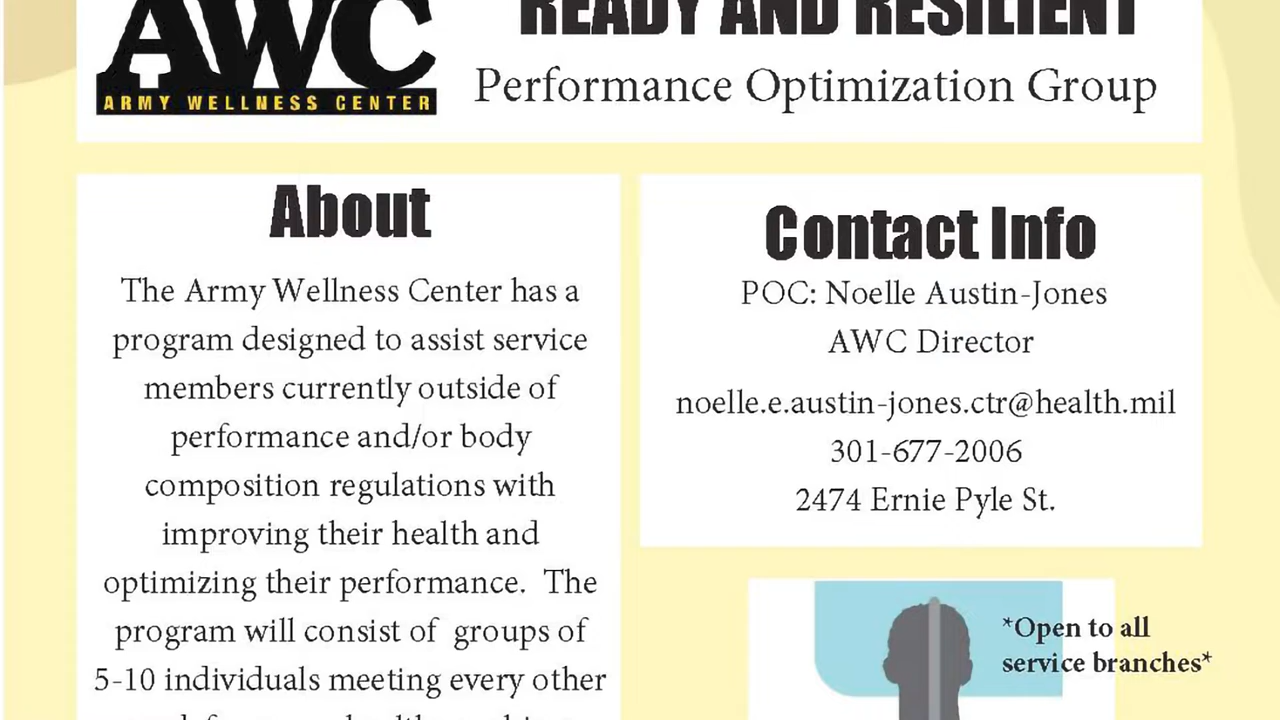 AWC
ARMY WELLNESS CENTER
READY AND RESILIENT
Performance Optimization Group
About
The Army Wellness Center has a
program designed to assist service
members currently outside of
performance and/or body
composition regulations with
improving their health and
optimizing their performance.  The
program will consist of  groups of
5-10 individuals meeting every other
Contact Info
POC: Noelle Austin-Jones
AWC Director
noelle.e.austin-jones.ctr@health.mil
301-677-2006
2474 Ernie Pyle St.
*Open to all
service branches*